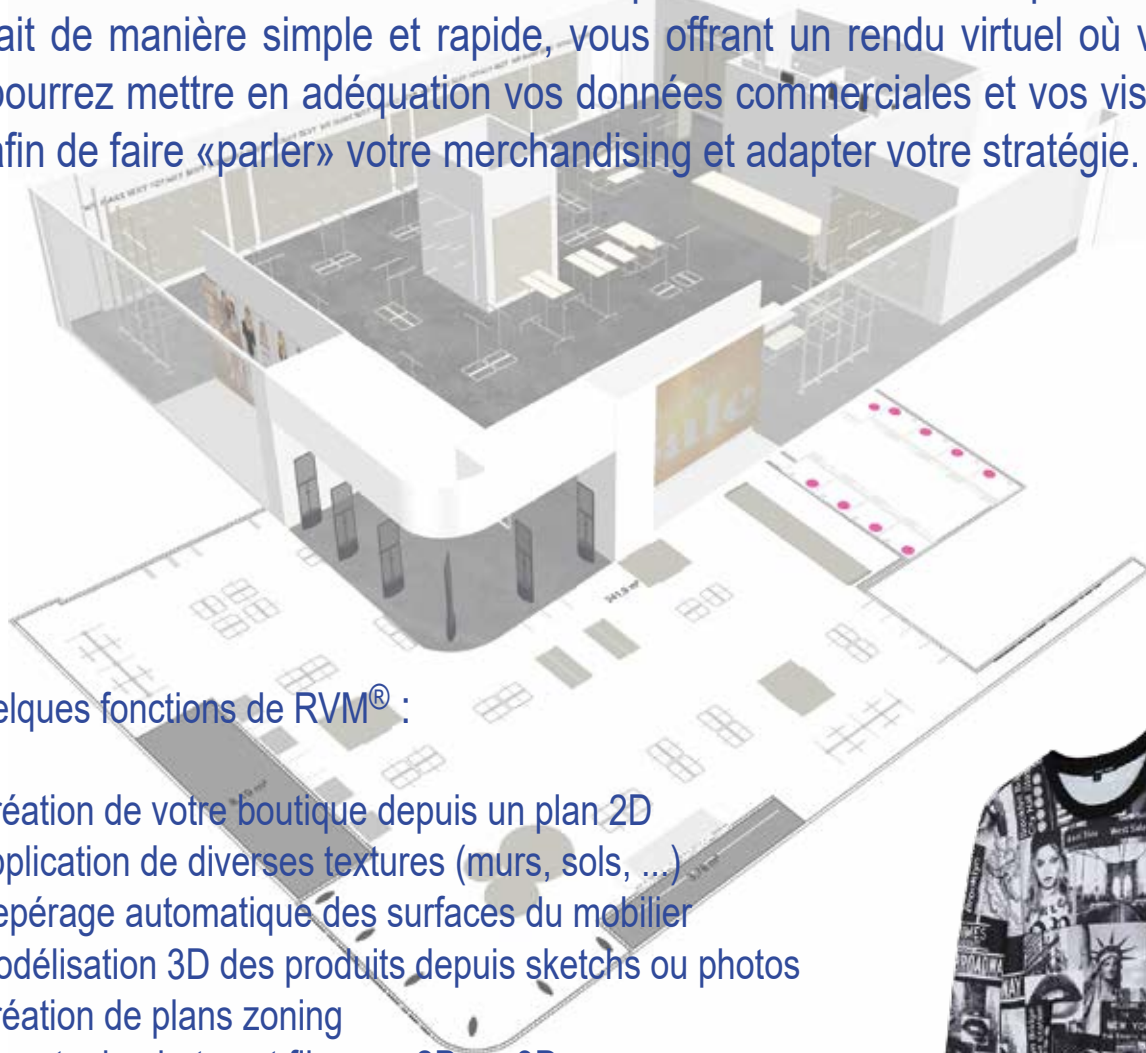 ait de manière simple et rapide, vous offrant un rendu virtuel où v
pourrez mettre en adéquation vos données commerciales et vos vis
afin de faire «parler» votre merchandising et adapter votre stratégie.
341,9 m²
elques fonctions de RVM® :
réation de votre boutique depuis un plan 2D
pplication de diverses textures (murs, sols, ...)
epérage automatique des surfaces du mobilier
odélisation 3D des produits depuis sketchs ou photos
réation de plans zoning